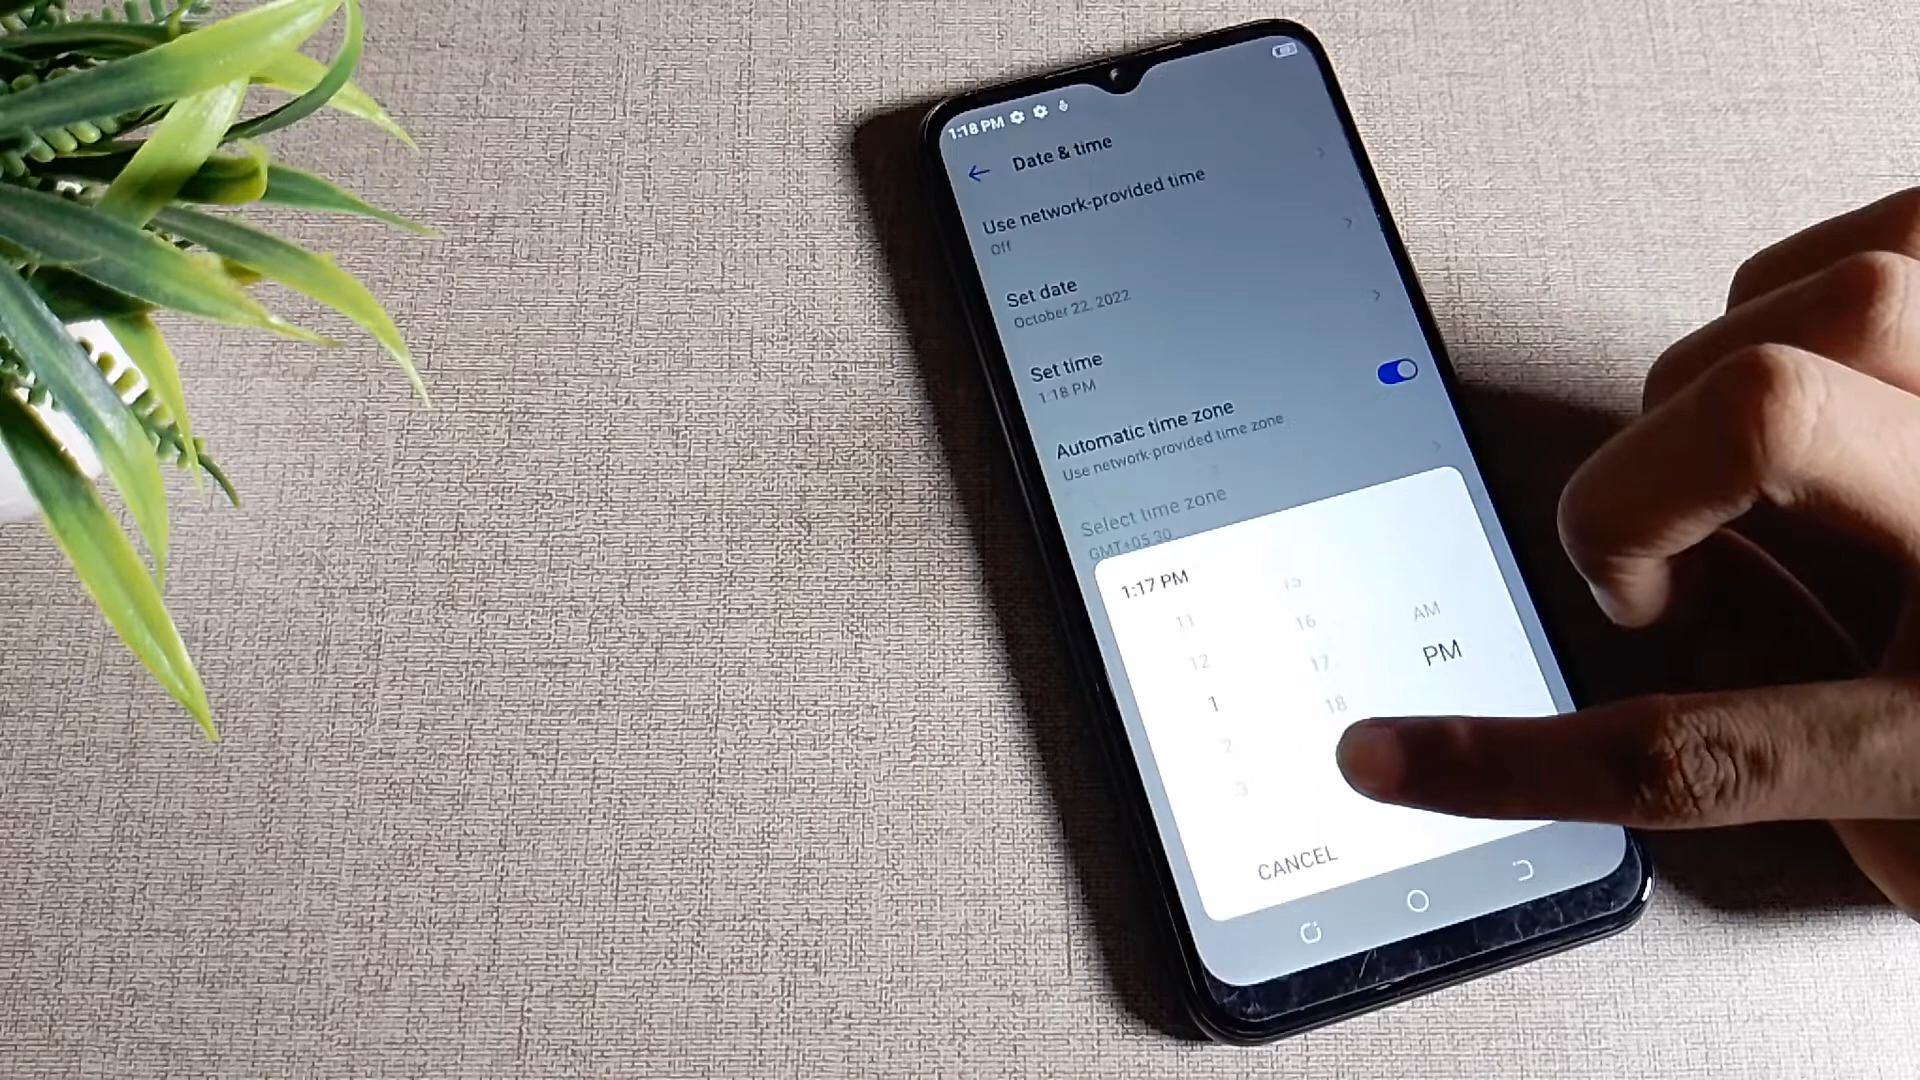 1:18 PM
Date & time
Use network-provided time
Off
Set date
October 22, 2022
Set time
1:18 PM
Automatic time zone
Use network-provided time zone
Select time zone
GMT+05:30
1:17 PM
15
11
16
AM
12
17
PM
1
18
2
3
CANCEL